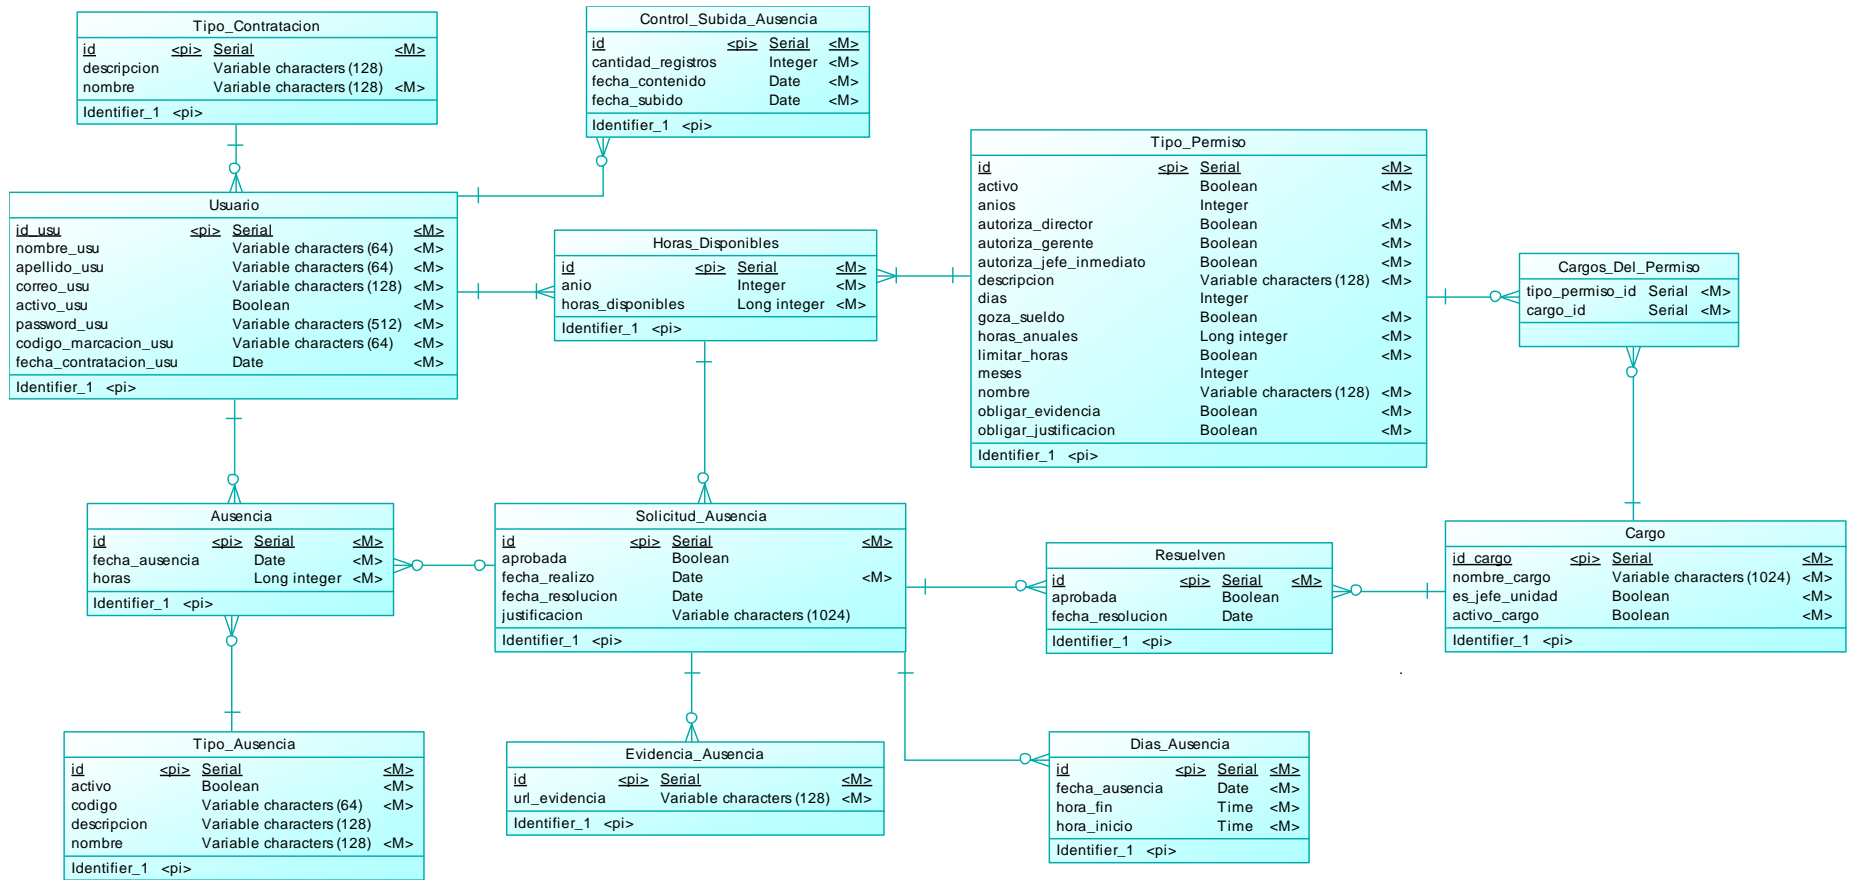 Tipo_Contratacion
id <pi> Serial <M>
descripcion Variable characters (128)
nombre Variable characters (128) <M>
Identifier_1 <pi>
Control_Subida_Ausencia
id <pi> Serial <M>
cantidad_registros Integer <M>
fecha_contenido Date <M>
fecha_subido Date <M>
Identifier_1 <pi>
Tipo_Permiso
id <pi> Serial <M>
activo Boolean <M>
anios Integer
autoriza_director Boolean <M>
autoriza_gerente Boolean <M>
autoriza_jefe_inmediato Boolean <M>
descripcion Variable characters (128) <M>
dias Integer
goza_sueldo Boolean <M>
horas_anuales Long integer <M>
limitar_horas Boolean <M>
meses Integer
nombre Variable characters (128) <M>
obligar_evidencia Boolean <M>
obligar_justificacion Boolean <M>
Identifier_1 <pi>
Usuario
id_usu <pi> Serial <M>
nombre_usu Variable characters (64) <M>
apellido_usu Variable characters (64) <M>
correo_usu Variable characters (128) <M>
activo_usu Boolean <M>
password_usu Variable characters (512) <M>
codigo_marcacion_usu Variable characters (64) <M>
fecha_contratacion_usu Date <M>
Identifier_1 <pi>
Horas_Disponibles
id <pi> Serial <M>
anio Integer <M>
horas_disponibles Long integer <M>
Identifier_1 <pi>
Cargos_Del_Permiso
tipo_permiso_id Serial <M>
cargo_id Serial <M>
Ausencia
id <pi> Serial <M>
fecha_ausencia Date <M>
horas Long integer <M>
Identifier_1 <pi>
Solicitud_Ausencia
id <pi> Serial <M>
aprobada Boolean
fecha_realizo Date <M>
fecha_resolucion Date
justificacion Variable characters (1024)
Identifier_1 <pi>
Resuelven
id <pi> Serial <M>
aprobada Boolean
fecha_resolucion Date
Identifier_1 <pi>
Cargo
id_cargo <pi> Serial <M>
nombre_cargo Variable characters (1024) <M>
es_jefe_unidad Boolean <M>
activo_cargo Boolean <M>
Identifier_1 <pi>
Tipo_Ausencia
id <pi> Serial <M>
activo Boolean <M>
codigo Variable characters (64) <M>
descripcion Variable characters (128)
nombre Variable characters (128) <M>
Identifier_1 <pi>
Evidencia_Ausencia
id <pi> Serial <M>
url_evidencia Variable characters (128) <M>
Identifier_1 <pi>
Dias_Ausencia
id <pi> Serial <M>
fecha_ausencia Date <M>
hora_fin Time <M>
hora_inicio Time <M>
Identifier_1 <pi>